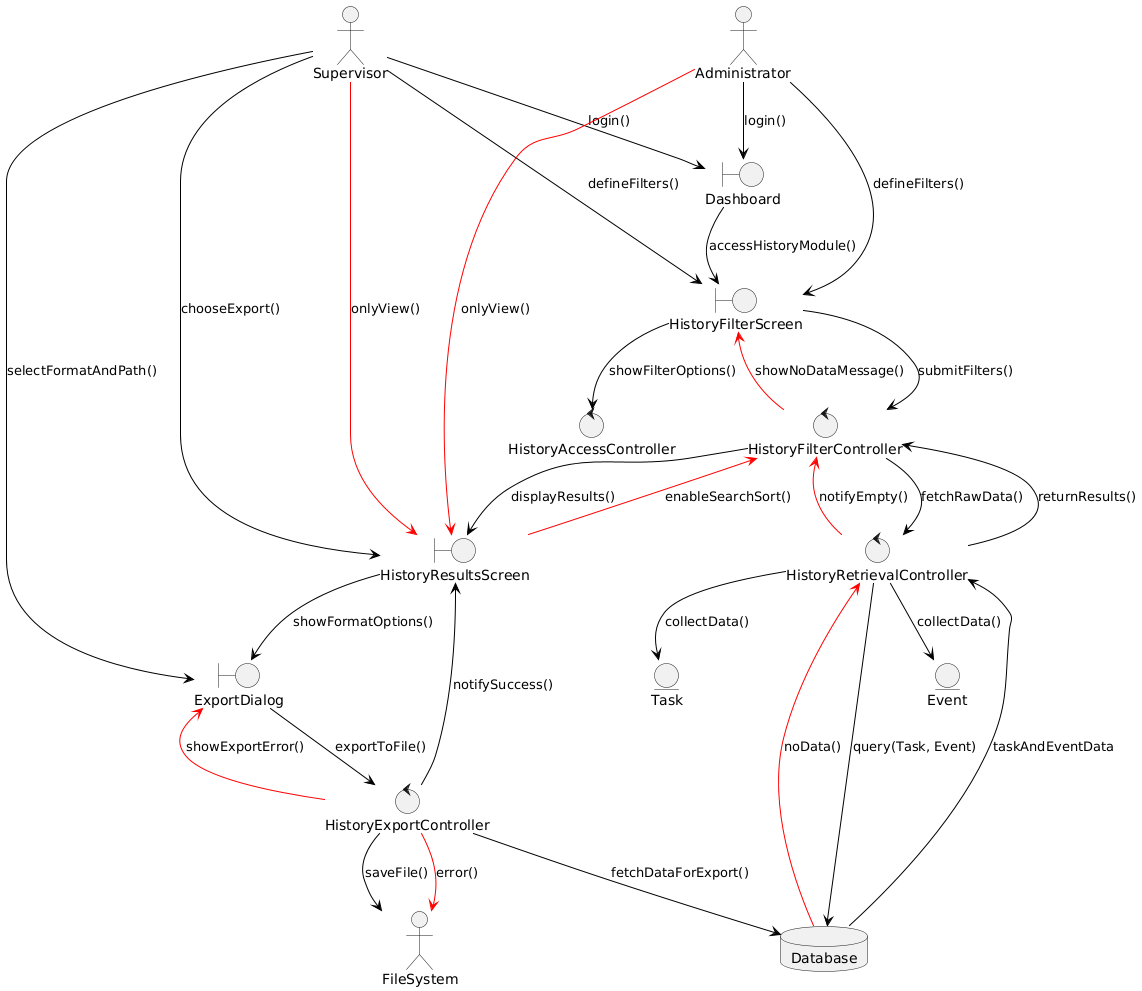 Supervisor
Administrator
login()
login()
defineFilters()
defineFilters()
Dashboard
accessHistoryModule()
chooseExport()
onlyView()
onlyView()
HistoryFilterScreen
selectFormatAndPath()
showFilterOptions()
showNoDataMessage()
submitFilters()
HistoryAccessController
HistoryFilterController
displayResults()
enableSearchSort()
notifyEmpty()
fetchRawData()
returnResults()
HistoryResultsScreen
HistoryRetrievalController
showFormatOptions()
collectData()
collectData()
notifySuccess()
ExportDialog
Task
Event
showExportError()
exportToFile()
noData()
query(Task, Event)
taskAndEventData
HistoryExportController
saveFile()
error()
fetchDataForExport()
Database
FileSystem